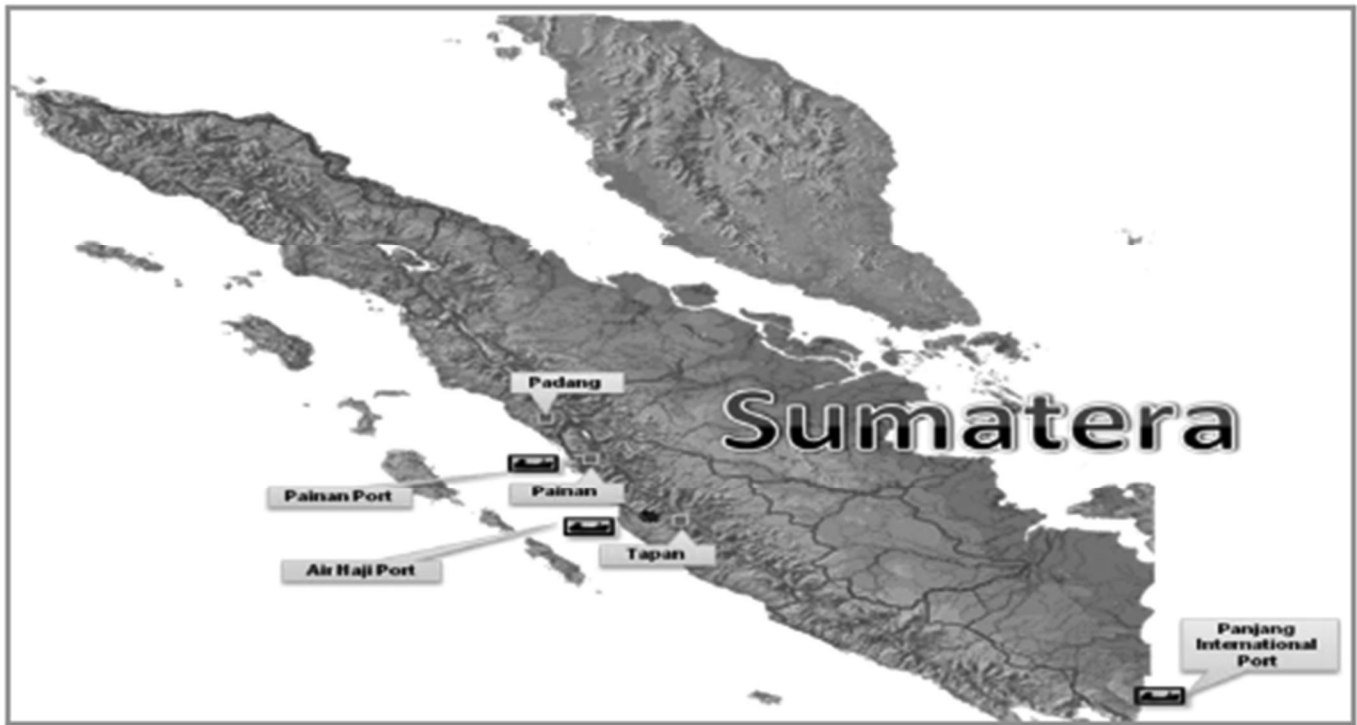 Padang
Sumatera
Painan Port
Painan
Air Haji Port
Tapan
Panjang
International
Port